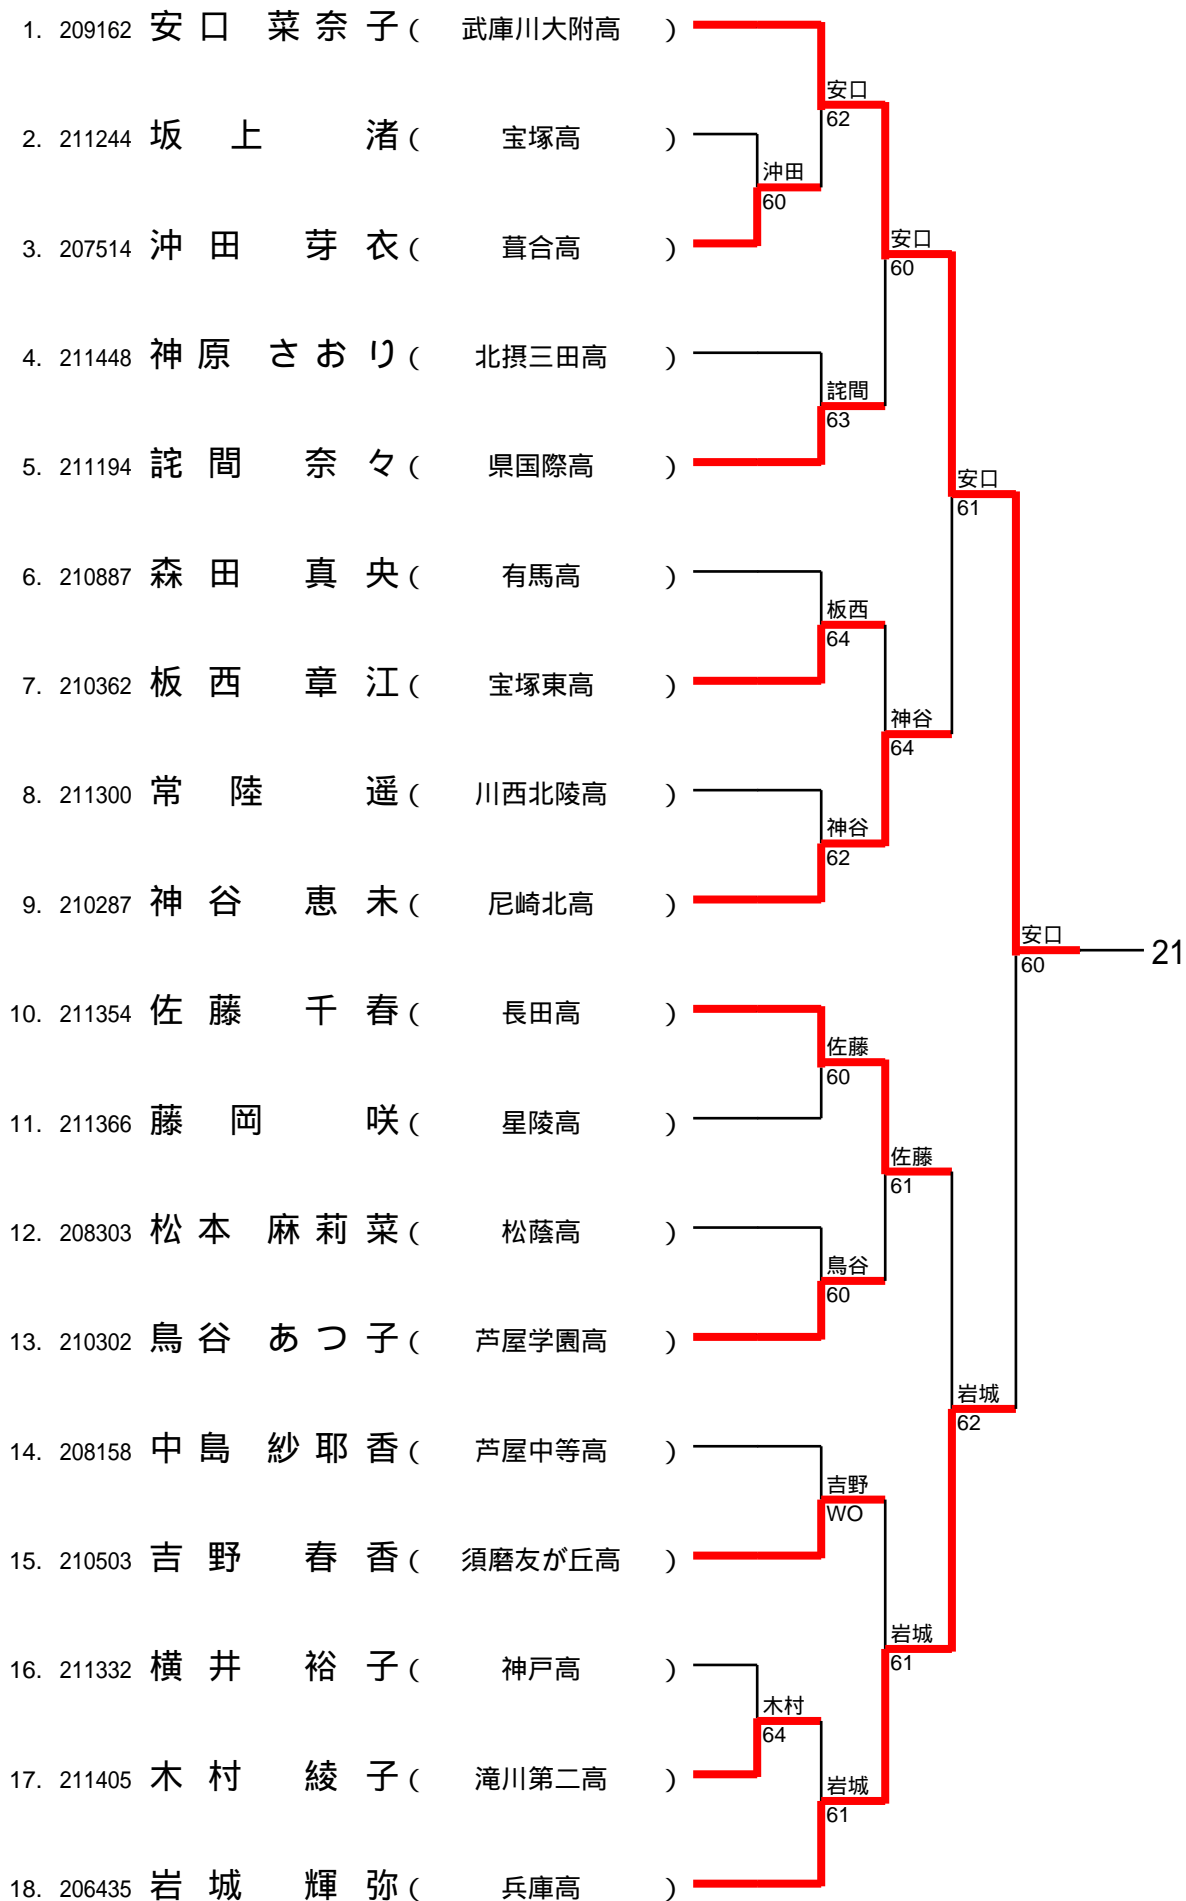 1. 209162 安口 菜奈子 ( 武庫川大附高 )
安口
62
2. 211244 坂上 渚 ( 宝塚高 )
沖田
60
3. 207514 沖田 芽衣 ( 葺合高 )
安口
60
4. 211448 神原 さおり ( 北摂三田高 )
詫間
63
5. 211194 詫間 奈々 ( 県国際高 )
安口
61
6. 210887 森田 真央 ( 有馬高 )
板西
64
7. 210362 板西 章江 ( 宝塚東高 )
神谷
64
8. 211300 常陸 遥 ( 川西北陵高 )
神谷
62
9. 210287 神谷 恵未 ( 尼崎北高 )
安口
60
21
10. 211354 佐藤 千春 ( 長田高 )
佐藤
60
11. 211366 藤岡 咲 ( 星陵高 )
佐藤
61
12. 208303 松本 麻莉菜 ( 松蔭高 )
鳥谷
60
13. 210302 鳥谷 あつ子 ( 芦屋学園高 )
岩城
62
14. 208158 中島 紗耶香 ( 芦屋中等高 )
吉野
WO
15. 210503 吉野 春香 ( 須磨友が丘高 )
岩城
61
16. 211332 横井 裕子 ( 神戸高 )
木村
64
17. 211405 木村 綾子 ( 滝川第二高 )
岩城
61
18. 206435 岩城 輝弥 ( 兵庫高 )